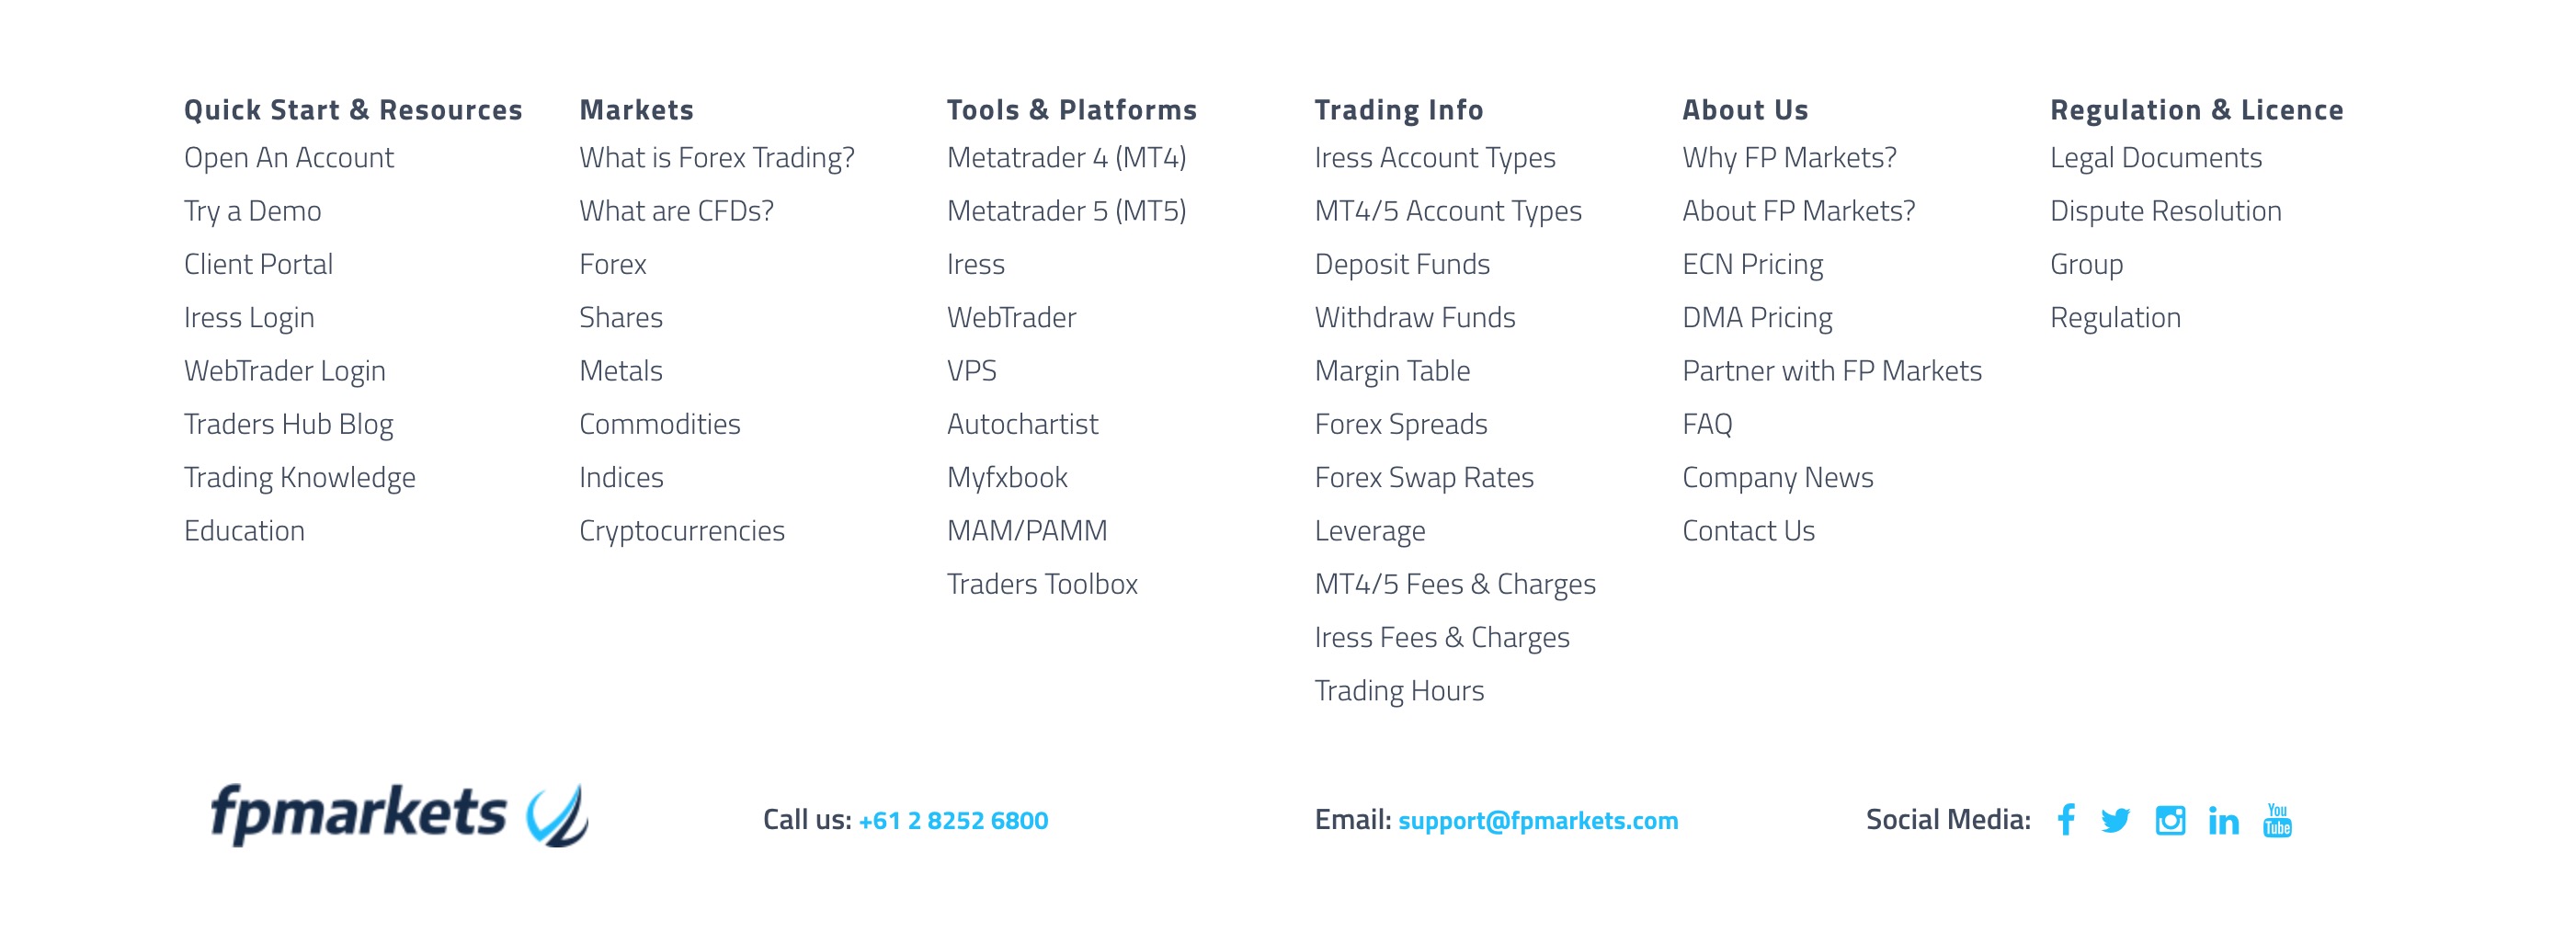 Quick Start & Resources
Open An Account
Try a Demo
Client Portal
Iress Login
WebTrader Login
Traders Hub Blog
Trading Knowledge
Education
Markets
What is Forex Trading?
What are CFDs?
Forex
Shares
Metals
Commodities
Indices
Cryptocurrencies
Tools & Platforms
Metatrader 4 (MT4)
Metatrader 5 (MT5)
Iress
WebTrader
VPS
Autochartist
Myfxbook
MAM/PAMM
Traders Toolbox
Trading Info
Iress Account Types
MT4/5 Account Types
Deposit Funds
Withdraw Funds
Margin Table
Forex Spreads
Forex Swap Rates
Leverage
MT4/5 Fees & Charges
Iress Fees & Charges
Trading Hours
About Us
Why FP Markets?
About FP Markets?
ECN Pricing
DMA Pricing
Partner with FP Markets
FAQ
Company News
Contact Us
Regulation & Licence
Legal Documents
Dispute Resolution
Group
Regulation
fpmarkets
Call us: +61 2 8252 6800
Email: support@fpmarkets.com
Social Media:
You
Tube